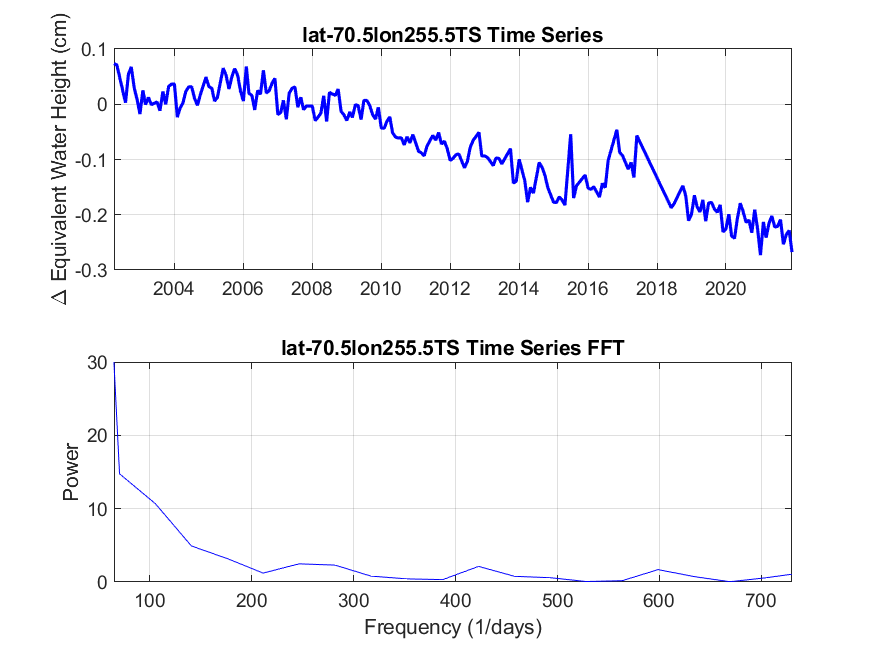 lat-70.5lon255.5TS Time Series
Δ Equivalent Water Height (cm)
0.1
0
-0.1
-0.2
-0.3
2004 2006 2008 2010 2012 2014 2016 2018 2020
lat-70.5lon255.5TS Time Series FFT
Power
30
20
10
0
100 200 300 400 500 600 700
Frequency (1/days)